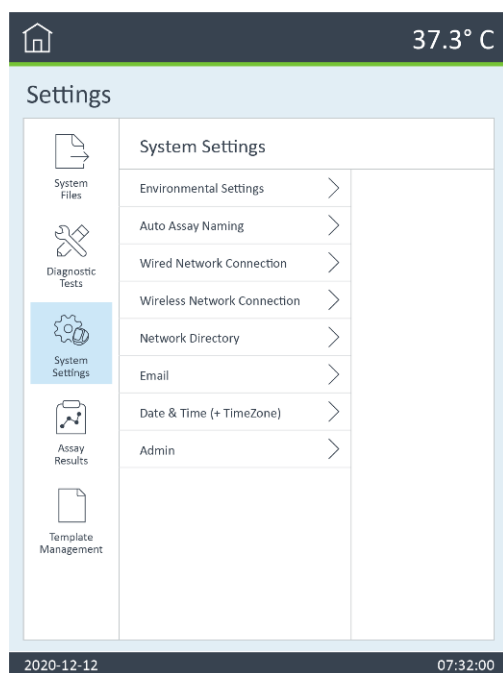 37.3° C
Settings
System
Files
Diagnostic
Tests
System
Settings
Assay
Results
Template
Management
System Settings
Environmental Settings
Auto Assay Naming
Wired Network Connection
Wireless Network Connection
Network Directory
Email
Date & Time (+ TimeZone)
Admin
2020-12-12
07:32:00